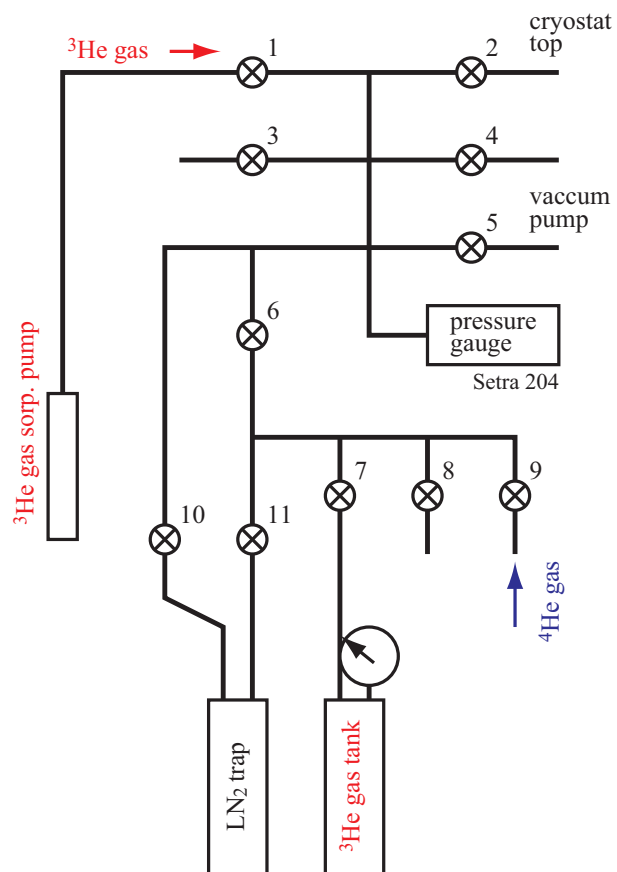 ³He gas
1
2
cryostat
top
3
4
vaccum
pump
5
6
pressure
gauge
Setra 204
³He gas sorp. pump
7
8
9
10
11
⁴He gas
LN₂ trap
³He gas tank